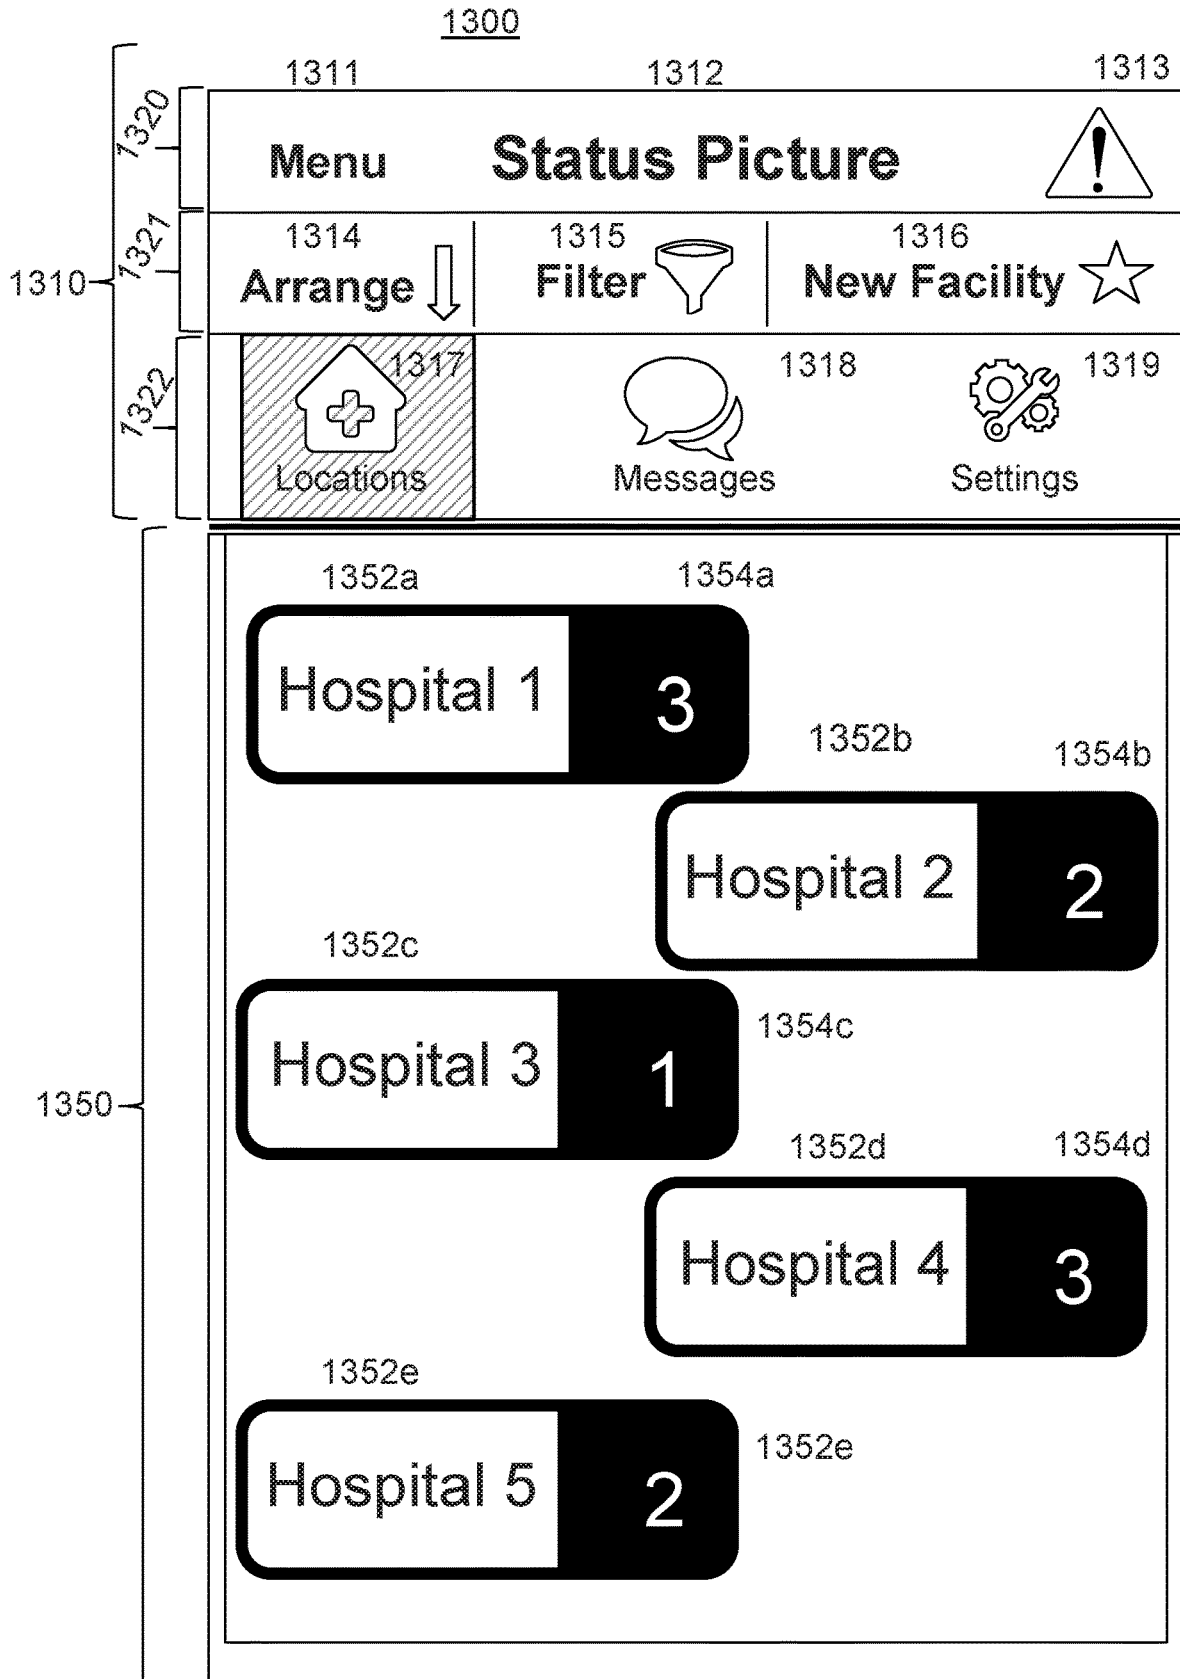 1300
1311 1312 1313
1320
Menu Status Picture
1321
1314 1315 1316
1310
Arrange Filter New Facility
1322
1317 1318 1319
Locations Messages Settings
1352a 1354a
Hospital 1 3
1352b 1354b
Hospital 2 2
1352c
1354c
Hospital 3 1
1350
1352d 1354d
Hospital 4 3
1352e
1352e
Hospital 5 2